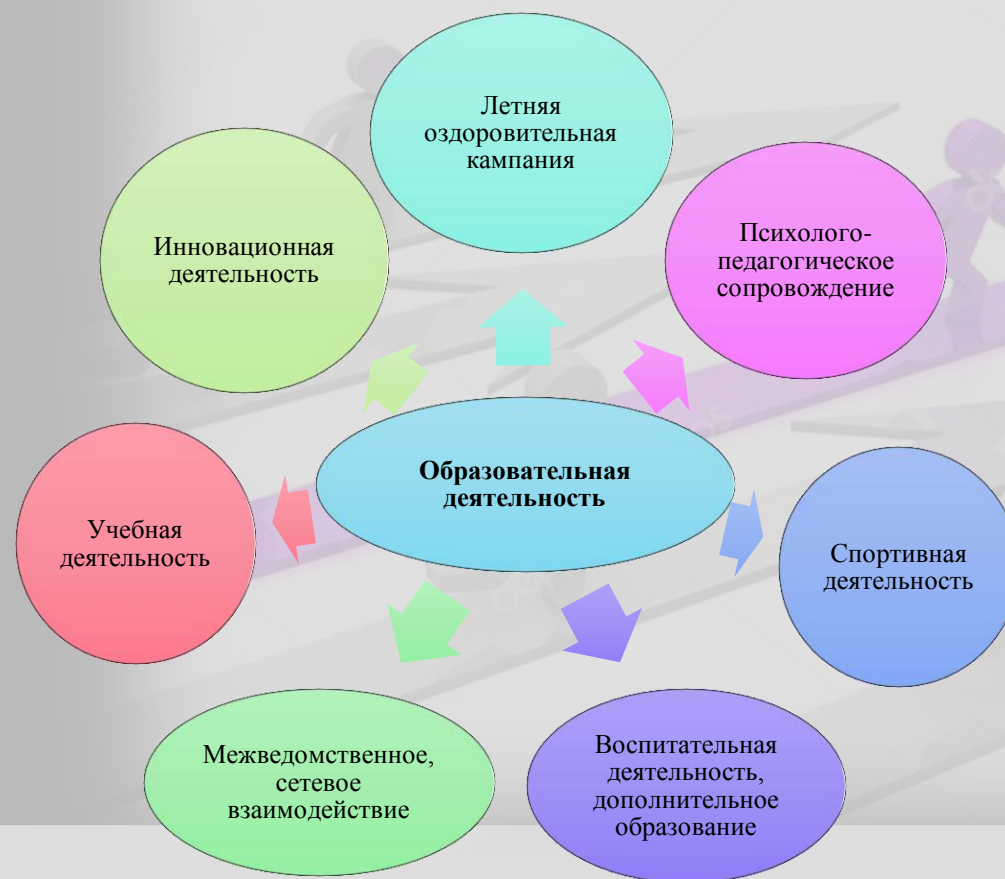 Летняя
оздоровительная
кампания
Психолого-
педагогическое
сопровождение
Инновационная
деятельность
Образовательная
деятельность
Учебная
деятельность
Спортивная
деятельность
Межведомственное,
сетевое
взаимодействие
Воспитательная
деятельность,
дополнительное
образование